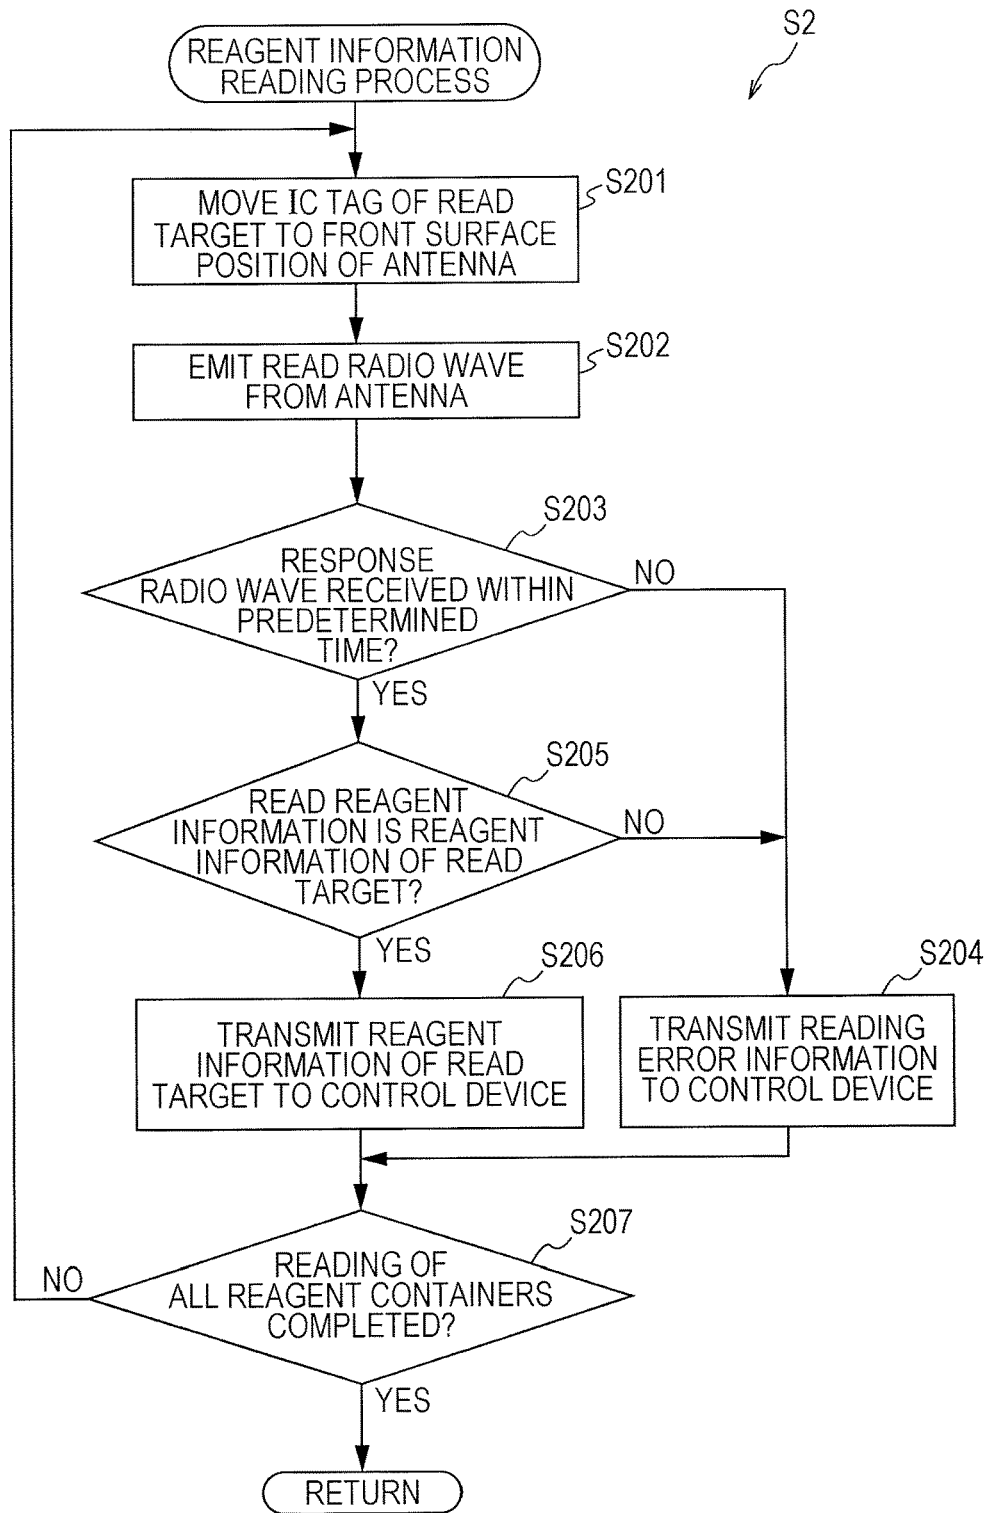 S2
REAGENT INFORMATION
READING PROCESS
S201
MOVE IC TAG OF READ
TARGET TO FRONT SURFACE
POSITION OF ANTENNA
S202
EMIT READ RADIO WAVE
FROM ANTENNA
S203
RESPONSE
RADIO WAVE RECEIVED WITHIN
PREDETERMINED
TIME?
NO
YES
S205
READ REAGENT
INFORMATION IS REAGENT
INFORMATION OF READ
TARGET?
NO
YES
S206
TRANSMIT REAGENT
INFORMATION OF READ
TARGET TO CONTROL DEVICE
S204
TRANSMIT READING
ERROR INFORMATION
TO CONTROL DEVICE
S207
READING OF
ALL REAGENT CONTAINERS
COMPLETED?
NO
YES
RETURN